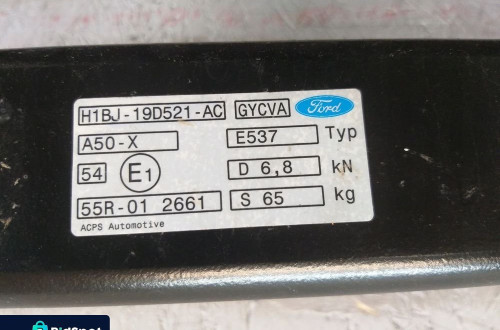 H1BJ-19D521-AC GYCVA Ford
A50-X E537 Typ
54 E1 D 6,8 kN
55R-01 2661 S 65 kg
ACPS Automotive